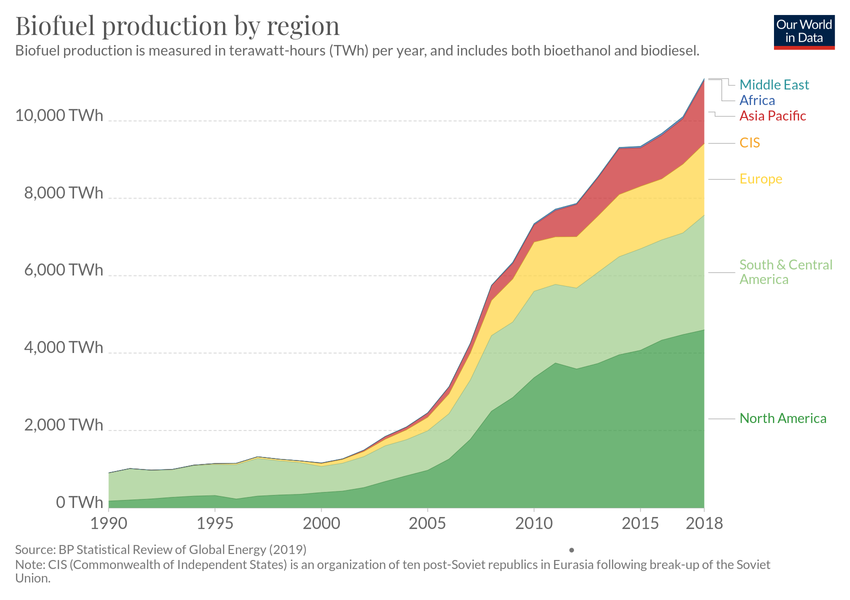 Biofuel production by region
Our World
in Data
Biofuel production is measured in terawatt-hours (TWh) per year, and includes both bioethanol and biodiesel.
Middle East
Africa
Asia Pacific
CIS
Europe
South & Central
America
North America
10,000 TWh
8,000 TWh
6,000 TWh
4,000 TWh
2,000 TWh
0 TWh
1990 1995 2000 2005 2010 2015 2018
Source: BP Statistical Review of Global Energy (2019) •
Note: CIS (Commonwealth of Independent States) is an organization of ten post-Soviet republics in Eurasia following break-up of the Soviet
Union.